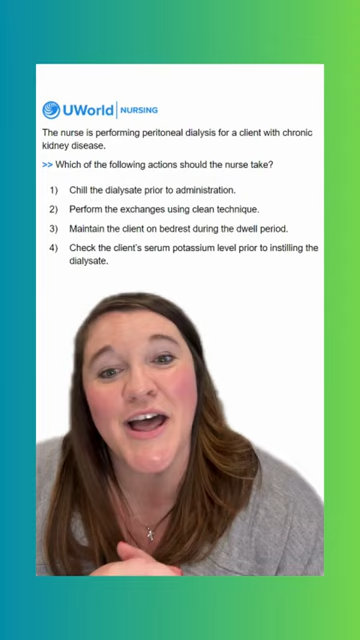 UWorld NURSING
The nurse is performing peritoneal dialysis for a client with chronic
kidney disease.
>> Which of the following actions should the nurse take?
1) Chill the dialysate prior to administration.
2) Perform the exchanges using clean technique.
3) Maintain the client on bedrest during the dwell period.
4) Check the client's serum potassium level prior to instilling the
dialysate.